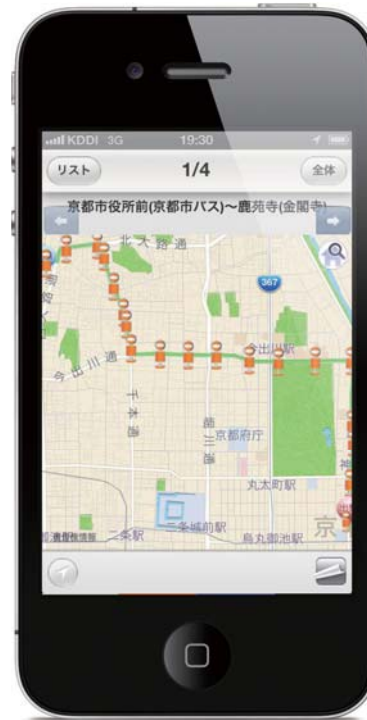 KDDI 3G 19:30
リスト 1/4 全体
京都市役所前(京都市バス)～鹿苑寺(金閣寺)
北大路通
367
今出川通
今出川駅
千本通
堀川通
京都府庁
丸太町駅
二条城前駅
二条駅
烏丸御池駅
京